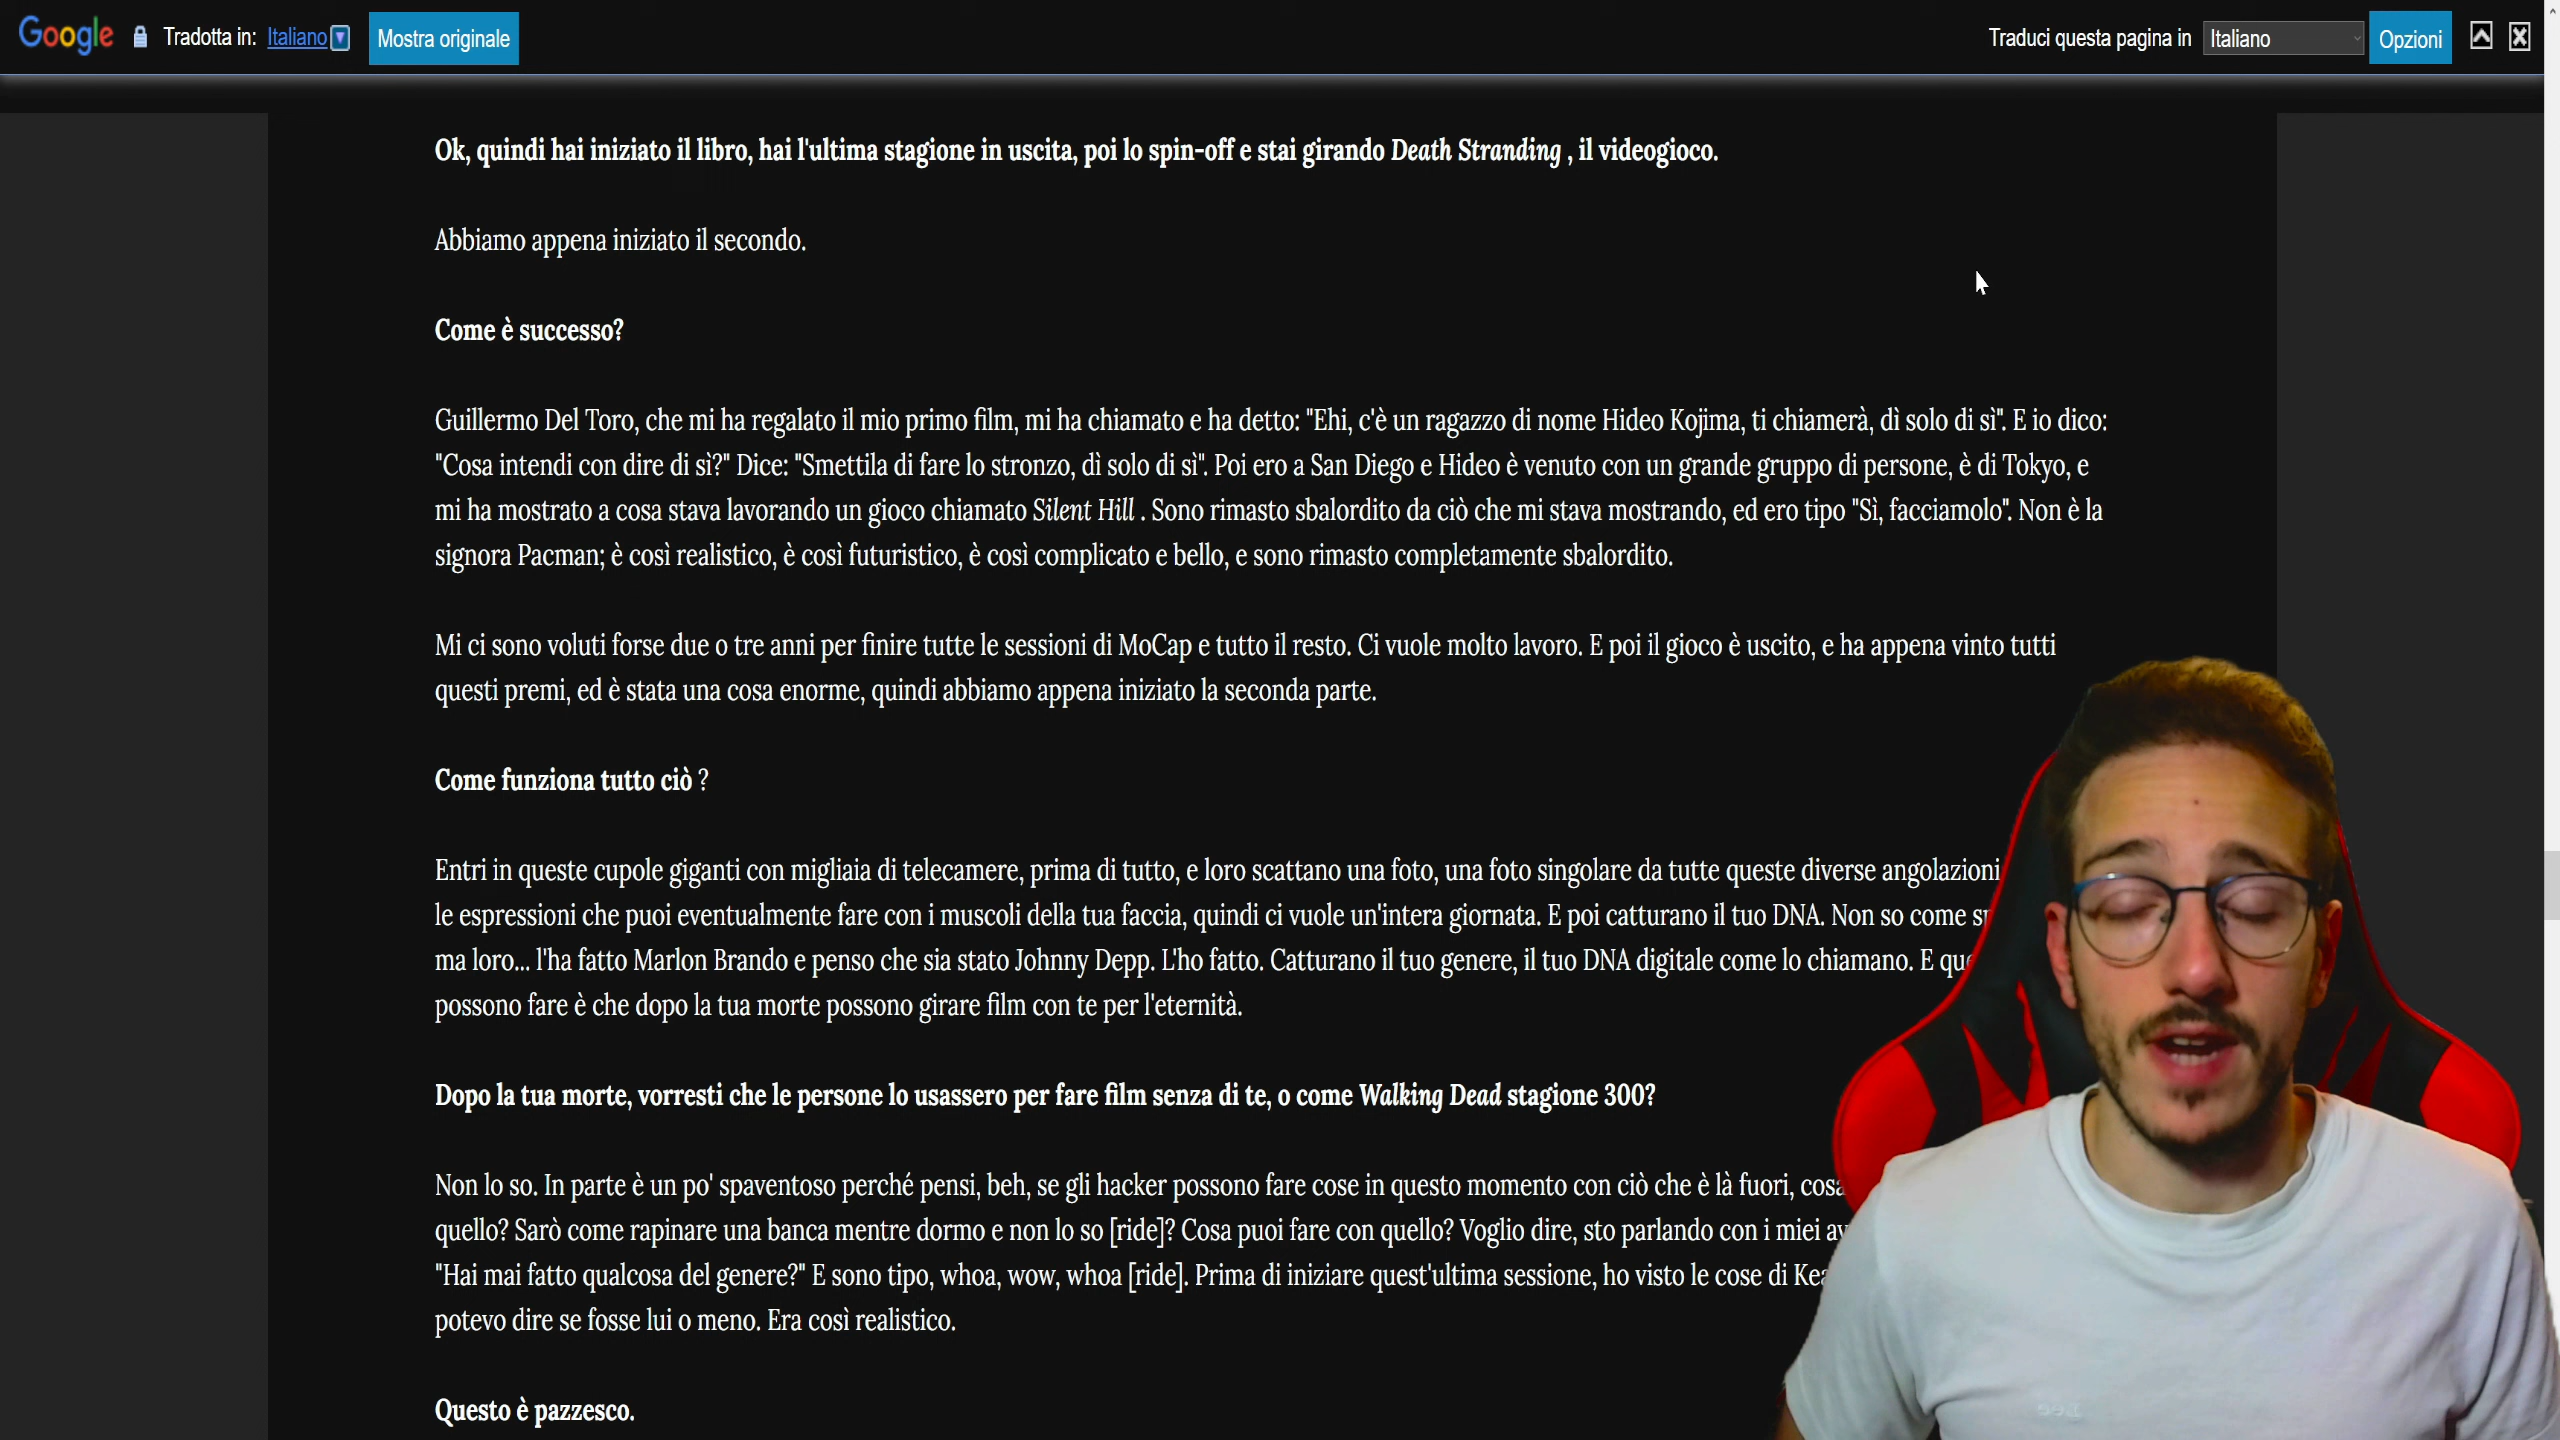 Google Tradotta in: Italiano Mostra originale Traduci questa pagina in Italiano Opzioni
Ok, quindi hai iniziato il libro, hai l'ultima stagione in uscita, poi lo spin-off e stai girando Death Stranding , il videogioco.
Abbiamo appena iniziato il secondo.
Come è successo?
Guillermo Del Toro, che mi ha regalato il mio primo film, mi ha chiamato e ha detto: "Ehi, c'è un ragazzo di nome Hideo Kojima, ti chiamerà, dì solo di sì". E io dico:
"Cosa intendi con dire di sì?" Dice: "Smettila di fare lo stronzo, dì solo di sì". Poi ero a San Diego e Hideo è venuto con un grande gruppo di persone, è di Tokyo, e
mi ha mostrato a cosa stava lavorando un gioco chiamato Silent Hill . Sono rimasto sbalordito da ciò che mi stava mostrando, ed ero tipo "Sì, facciamolo". Non è la
signora Pacman; è così realistico, è così futuristico, è così complicato e bello, e sono rimasto completamente sbalordito.
Mi ci sono voluti forse due o tre anni per finire tutte le sessioni di MoCap e tutto il resto. Ci vuole molto lavoro. E poi il gioco è uscito, e ha appena vinto tutti
questi premi, ed è stata una cosa enorme, quindi abbiamo appena iniziato la seconda parte.
Come funziona tutto ciò ?
Entri in queste cupole giganti con migliaia di telecamere, prima di tutto, e loro scattano una foto, una foto singolare da tutte queste diverse angolazioni
le espressioni che puoi eventualmente fare con i muscoli della tua faccia, quindi ci vuole un'intera giornata. E poi catturano il tuo DNA. Non so come
ma loro... l'ha fatto Marlon Brando e penso che sia stato Johnny Depp. L'ho fatto. Catturano il tuo genere, il tuo DNA digitale come lo chiamano. E
possono fare è che dopo la tua morte possono girare film con te per l'eternità.
Dopo la tua morte, vorresti che le persone lo usassero per fare film senza di te, o come Walking Dead stagione 300?
Non lo so. In parte è un po' spaventoso perché pensi, beh, se gli hacker possono fare cose in questo momento con ciò che è là fuori,
quello? Sarò come rapinare una banca mentre dormo e non lo so [ride]? Cosa puoi fare con quello? Voglio dire, sto parlando con i miei
"Hai mai fatto qualcosa del genere?" E sono tipo, whoa, wow, whoa [ride]. Prima di iniziare quest'ultima sessione, ho visto le cose di
potevo dire se fosse lui o meno. Era così realistico.
Questo è pazzesco.